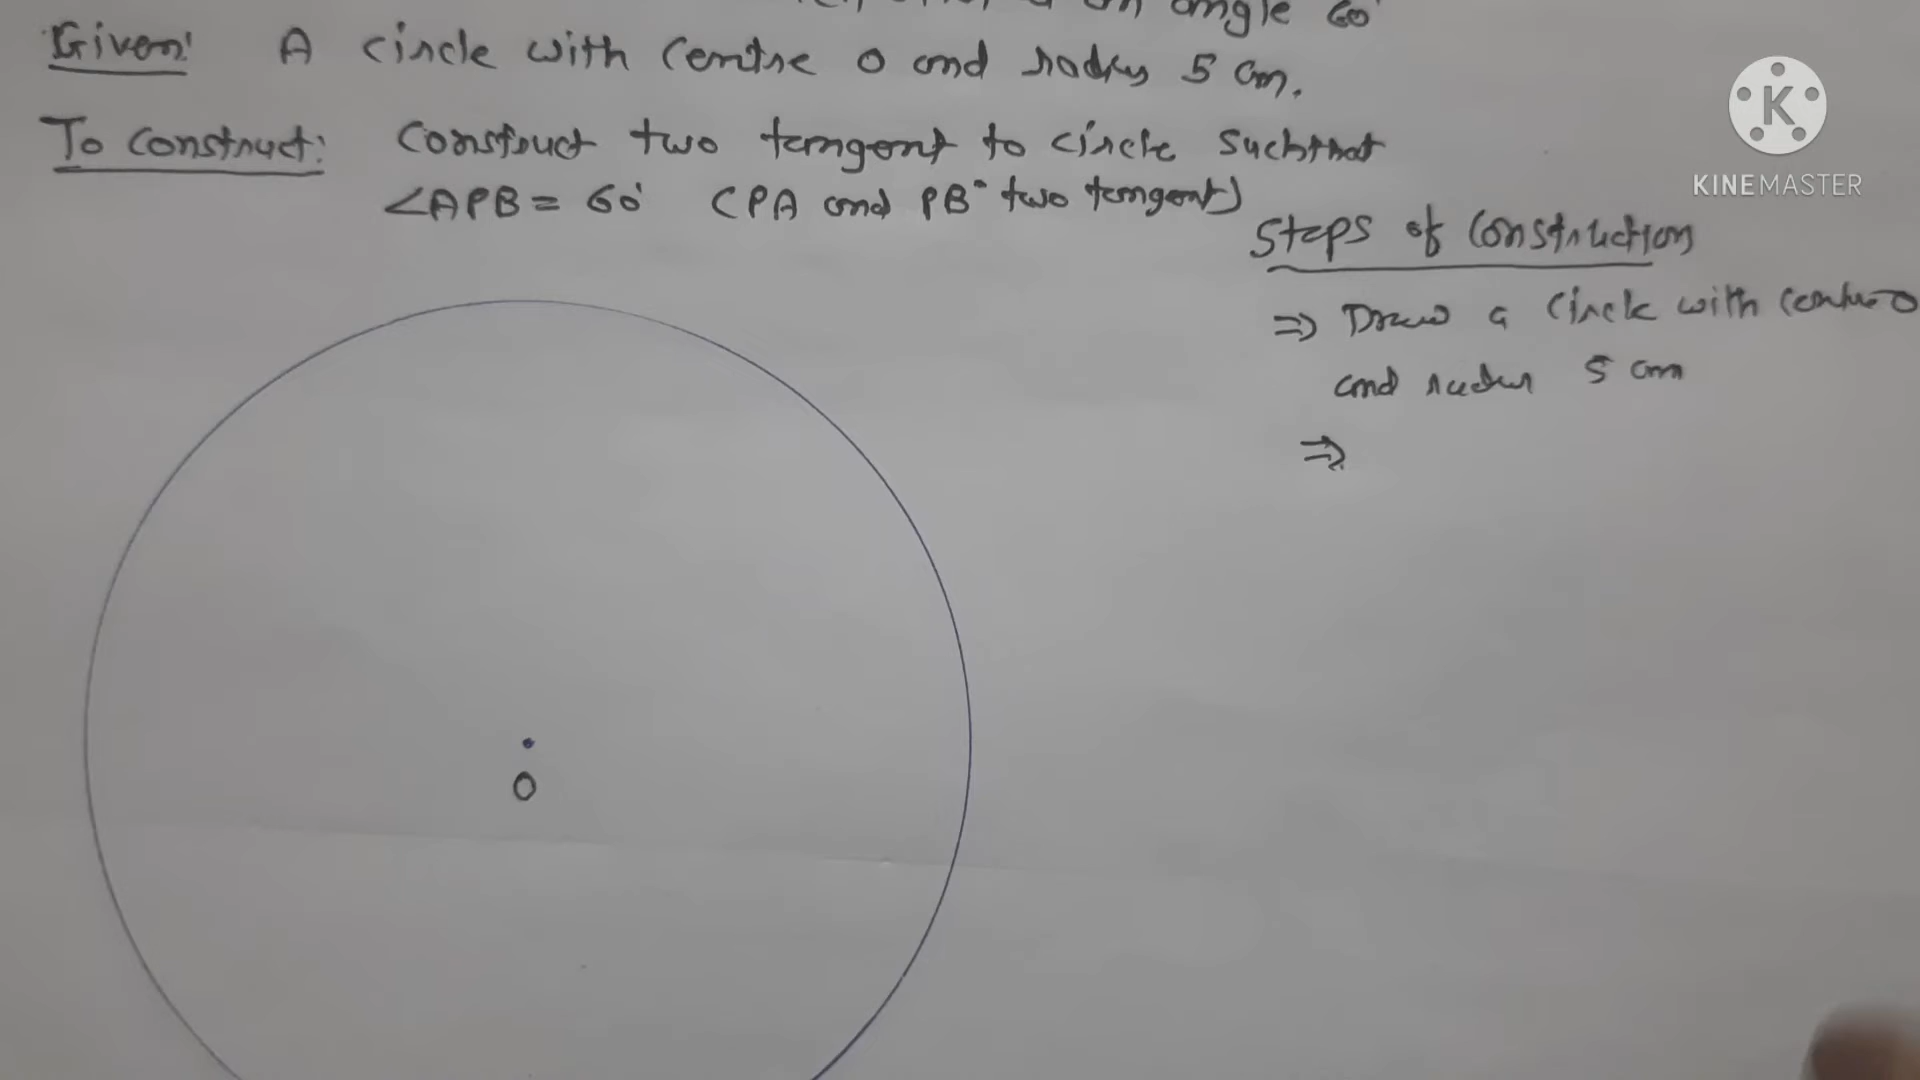 an angle 60°
Given: A circle with centre O and radius 5 cm.
To construct: Construct two tangent to circle such that
∠APB = 60° (PA and PB two tangent)
KINEMASTER
Steps of Construction
⇒ Draw a circle with centre O
and radius 5 cm
⇒
O